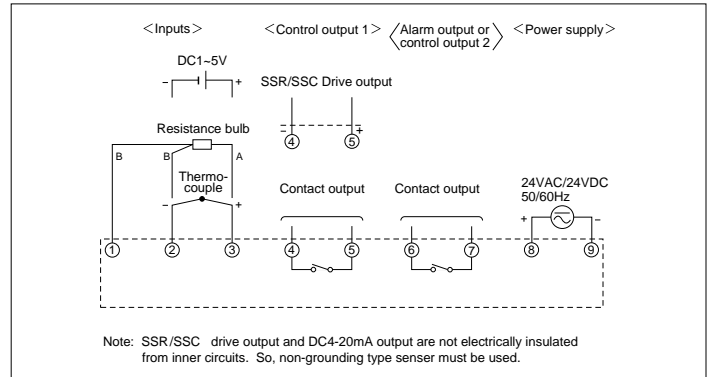 <Inputs> <Control output 1> <Alarm output or control output 2> <Power supply>
DC1~5V
− +
SSR/SSC Drive output
− +
④ ⑤
Resistance bulb
B B A
Thermo-
couple
− +
Contact output Contact output
24VAC/24VDC
50/60Hz
+ −
① ② ③ ④ ⑤ ⑥ ⑦ ⑧ ⑨
Note: SSR/SSC drive output and DC4-20mA output are not electrically insulated
from inner circuits. So, non-grounding type senser must be used.